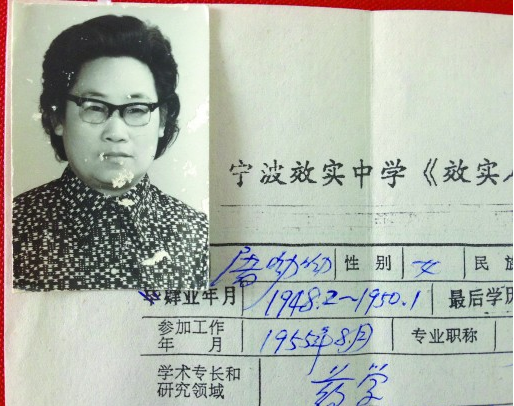 宁波效实中学《效实
屠呦呦 性 别 女 民
肄业年月 1948.2~1950.1 最后学历
参加工作 1955年8月 专业职称
年 月
学术专长和 药学
研究领域